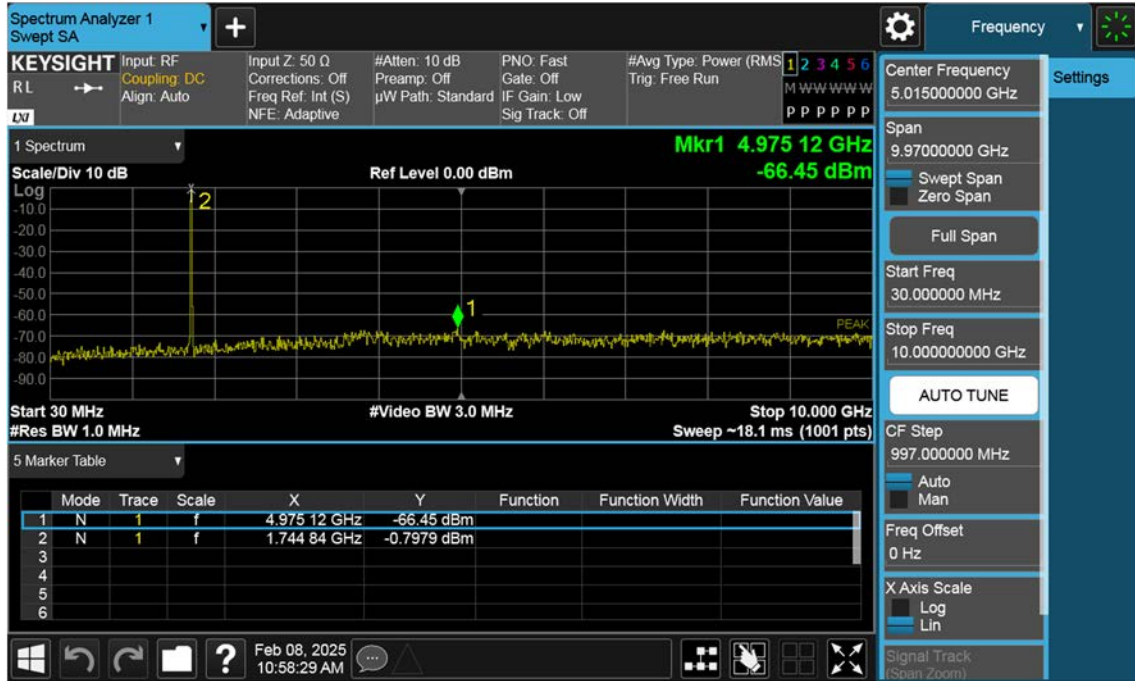 Spectrum Analyzer 1
Swept SA
Frequency
KEYSIGHT
R L
LXI
Input: RF
Coupling: DC
Align: Auto
Input Z: 50 Ω
Corrections: Off
Freq Ref: Int (S)
NFE: Adaptive
#Atten: 10 dB
Preamp: Off
µW Path: Standard
PNO: Fast
Gate: Off
IF Gain: Low
Sig Track: Off
#Avg Type: Power (RMS
Trig: Free Run
1 2 3 4 5 6
M W W W W W
P P P P P P
1 Spectrum
Scale/Div 10 dB
Ref Level 0.00 dBm
Mkr1 4.975 12 GHz
-66.45 dBm
Log
-10.0
-20.0
-30.0
-40.0
-50.0
-60.0
-70.0
-80.0
-90.0
2
1
PEAK
Start 30 MHz
#Video BW 3.0 MHz
Stop 10.000 GHz
#Res BW 1.0 MHz
Sweep ~18.1 ms (1001 pts)
5 Marker Table
Mode Trace Scale X Y Function Function Width Function Value
1 N 1 f 4.975 12 GHz -66.45 dBm
2 N 1 f 1.744 84 GHz -0.7979 dBm
3
4
5
6
Feb 08, 2025
10:58:29 AM
Center Frequency
5.015000000 GHz
Settings
Span
9.97000000 GHz
Swept Span
Zero Span
Full Span
Start Freq
30.000000 MHz
Stop Freq
10.000000000 GHz
AUTO TUNE
CF Step
997.000000 MHz
Auto
Man
Freq Offset
0 Hz
X Axis Scale
Log
Lin
Signal Track
(Span Zoom)